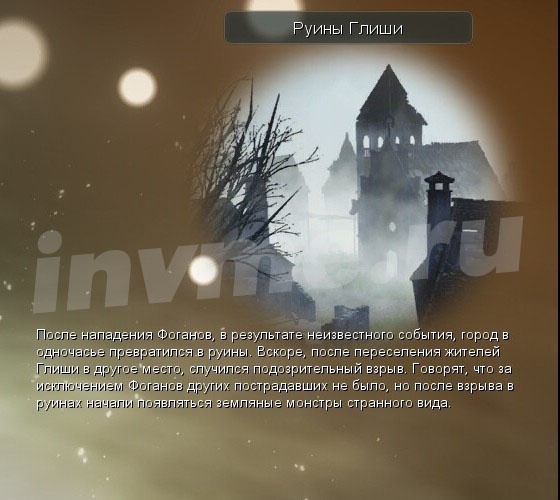 Руины Глиши
invme.ru
После нападения Фоганов, в результате неизвестного события, город в
одночасье превратился в руины. Вскоре, после переселения жителей
Глиши в другое место, случился подозрительный взрыв. Говорят, что за
исключением Фоганов других пострадавших не было, но после взрыва в
руинах начали появляться земляные монстры странного вида.